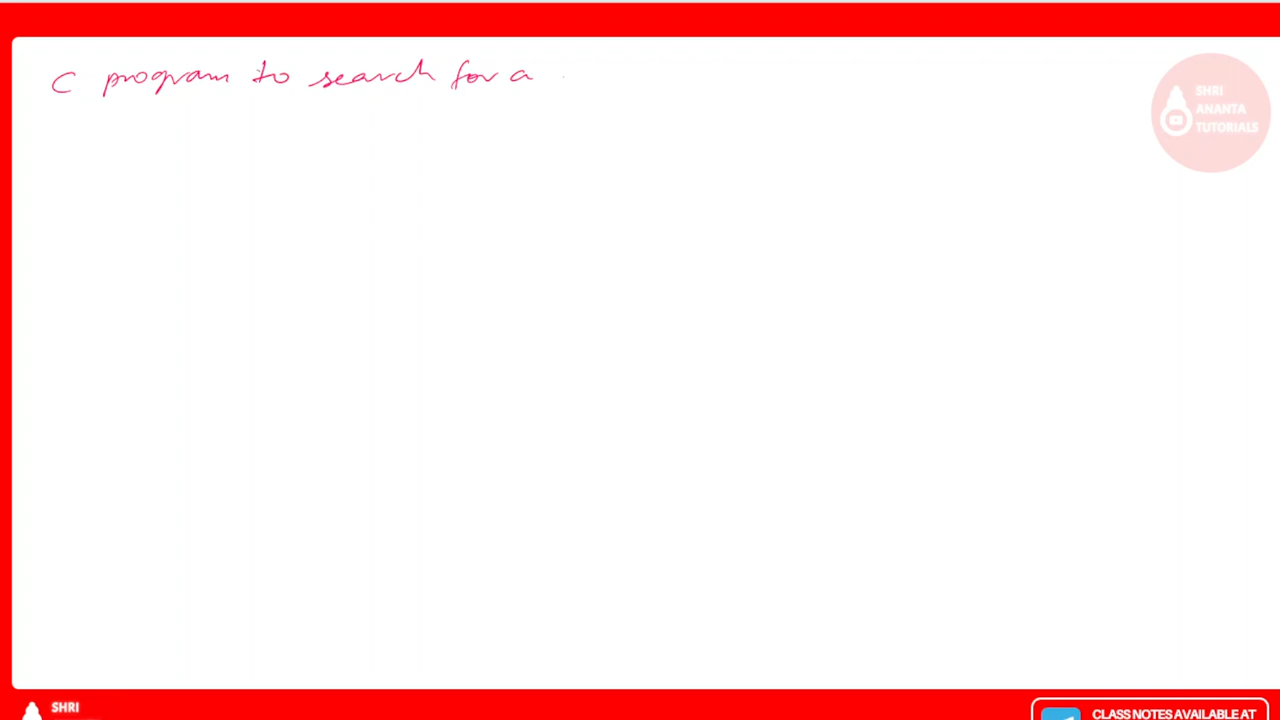 C program to search for a
SHRI
ANANTA
TUTORIALS
SHRI
CLASS NOTES AVAILABLE AT